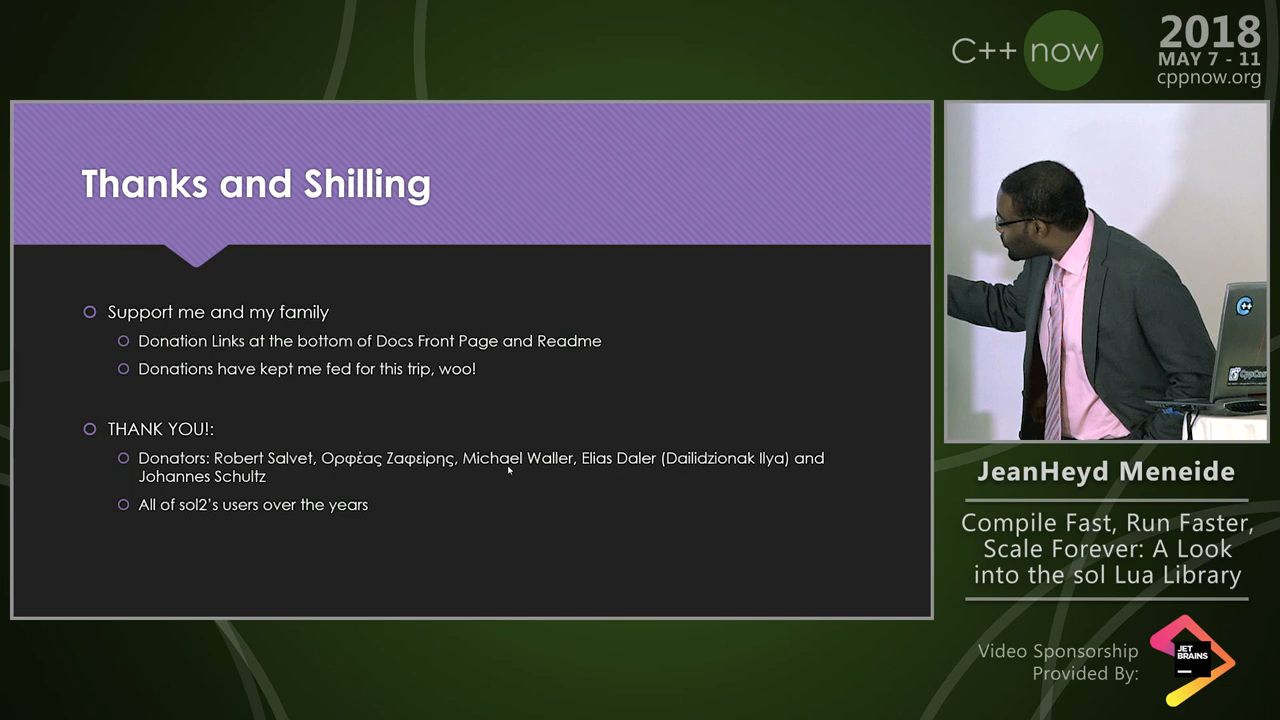 C++ now
2018
MAY 7 - 11
cppnow.org
Thanks and Shilling
Support me and my family
Donation Links at the bottom of Docs Front Page and Readme
Donations have kept me fed for this trip, woo!
THANK YOU!:
Donators: Robert Salvet, Ορφέας Ζαφείρης, Michael Waller, Elias Daler (Dailidzionak Ilya) and
Johannes Schultz
All of sol2's users over the years
CppCast
JeanHeyd Meneide
Compile Fast, Run Faster,
Scale Forever: A Look
into the sol Lua Library
Video Sponsorship
Provided By:
JET
BRAINS